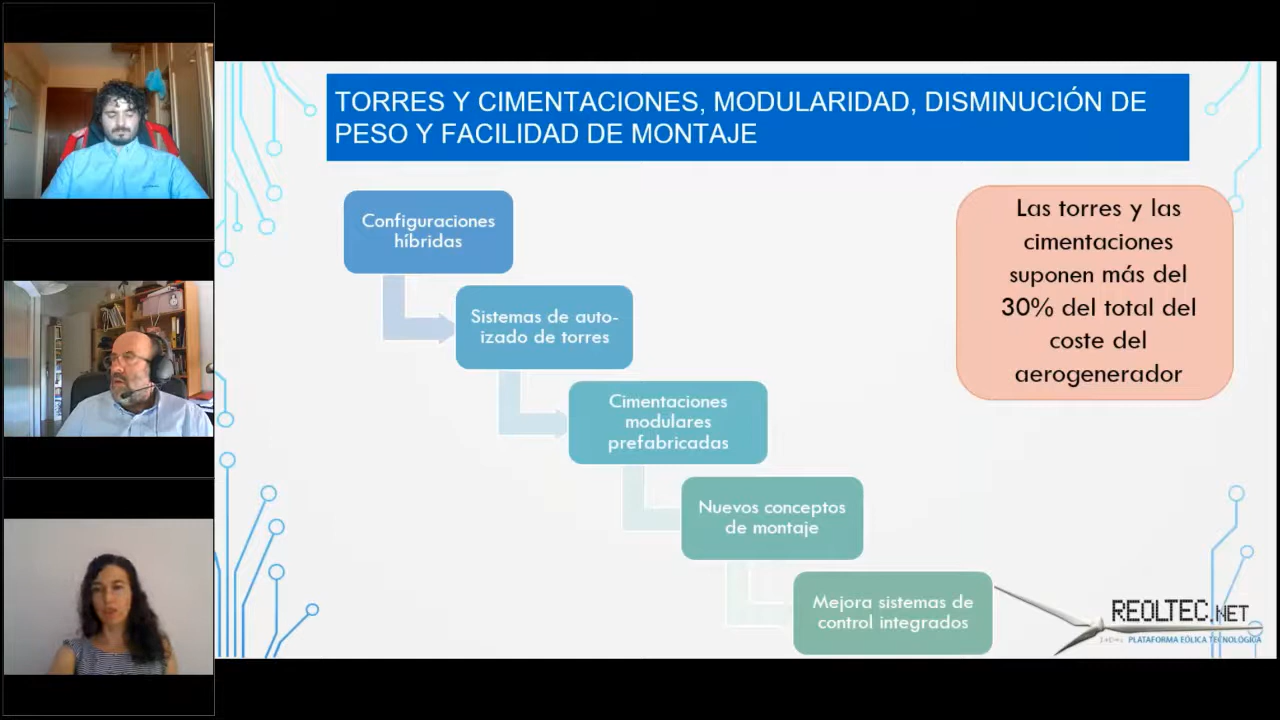 TORRES Y CIMENTACIONES, MODULARIDAD, DISMINUCIÓN DE
PESO Y FACILIDAD DE MONTAJE
Configuraciones
híbridas
Sistemas de auto-
izado de torres
Cimentaciones
modulares
prefabricadas
Nuevos conceptos
de montaje
Mejora sistemas de
control integrados
Las torres y las
cimentaciones
suponen más del
30% del total del
coste del
aerogenerador
REOLTEC.NET
PLATAFORMA EÓLICA TECNOLÓGICA